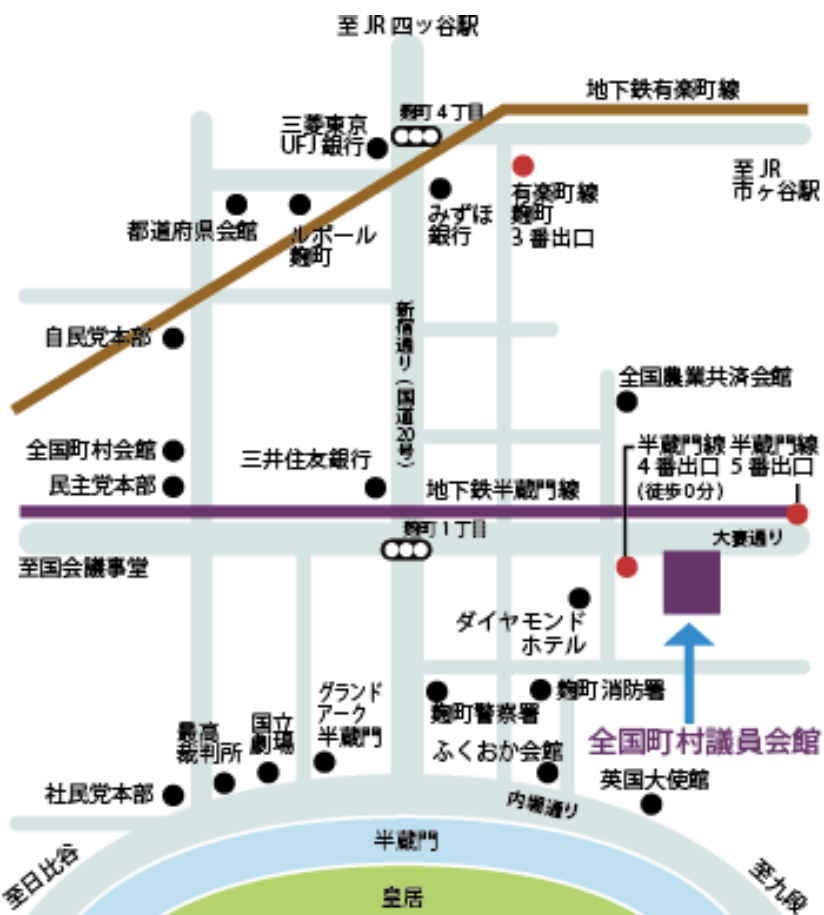 至JR四ッ谷駅
地下鉄有楽町線
麹町4丁目
三菱東京
UFJ銀行
至JR
市ヶ谷駅
有楽町線
麹町
3番出口
みずほ
銀行
都道府県会館
ルポール
麹町
新宿通り(国道20号)
自民党本部
全国農業共済会館
全国町村会館
三井住友銀行
半蔵門線
4番出口
(徒歩0分)
半蔵門線
5番出口
民主党本部
地下鉄半蔵門線
麹町1丁目
大妻通り
至国会議事堂
ダイヤモンド
ホテル
麹町消防署
麹町警察署
グランド
アーク
半蔵門
国立
劇場
最高
裁判所
全国町村議員会館
ふくおか会館
英国大使館
社民党本部
内堀通り
半蔵門
至日比谷
至九段
皇居